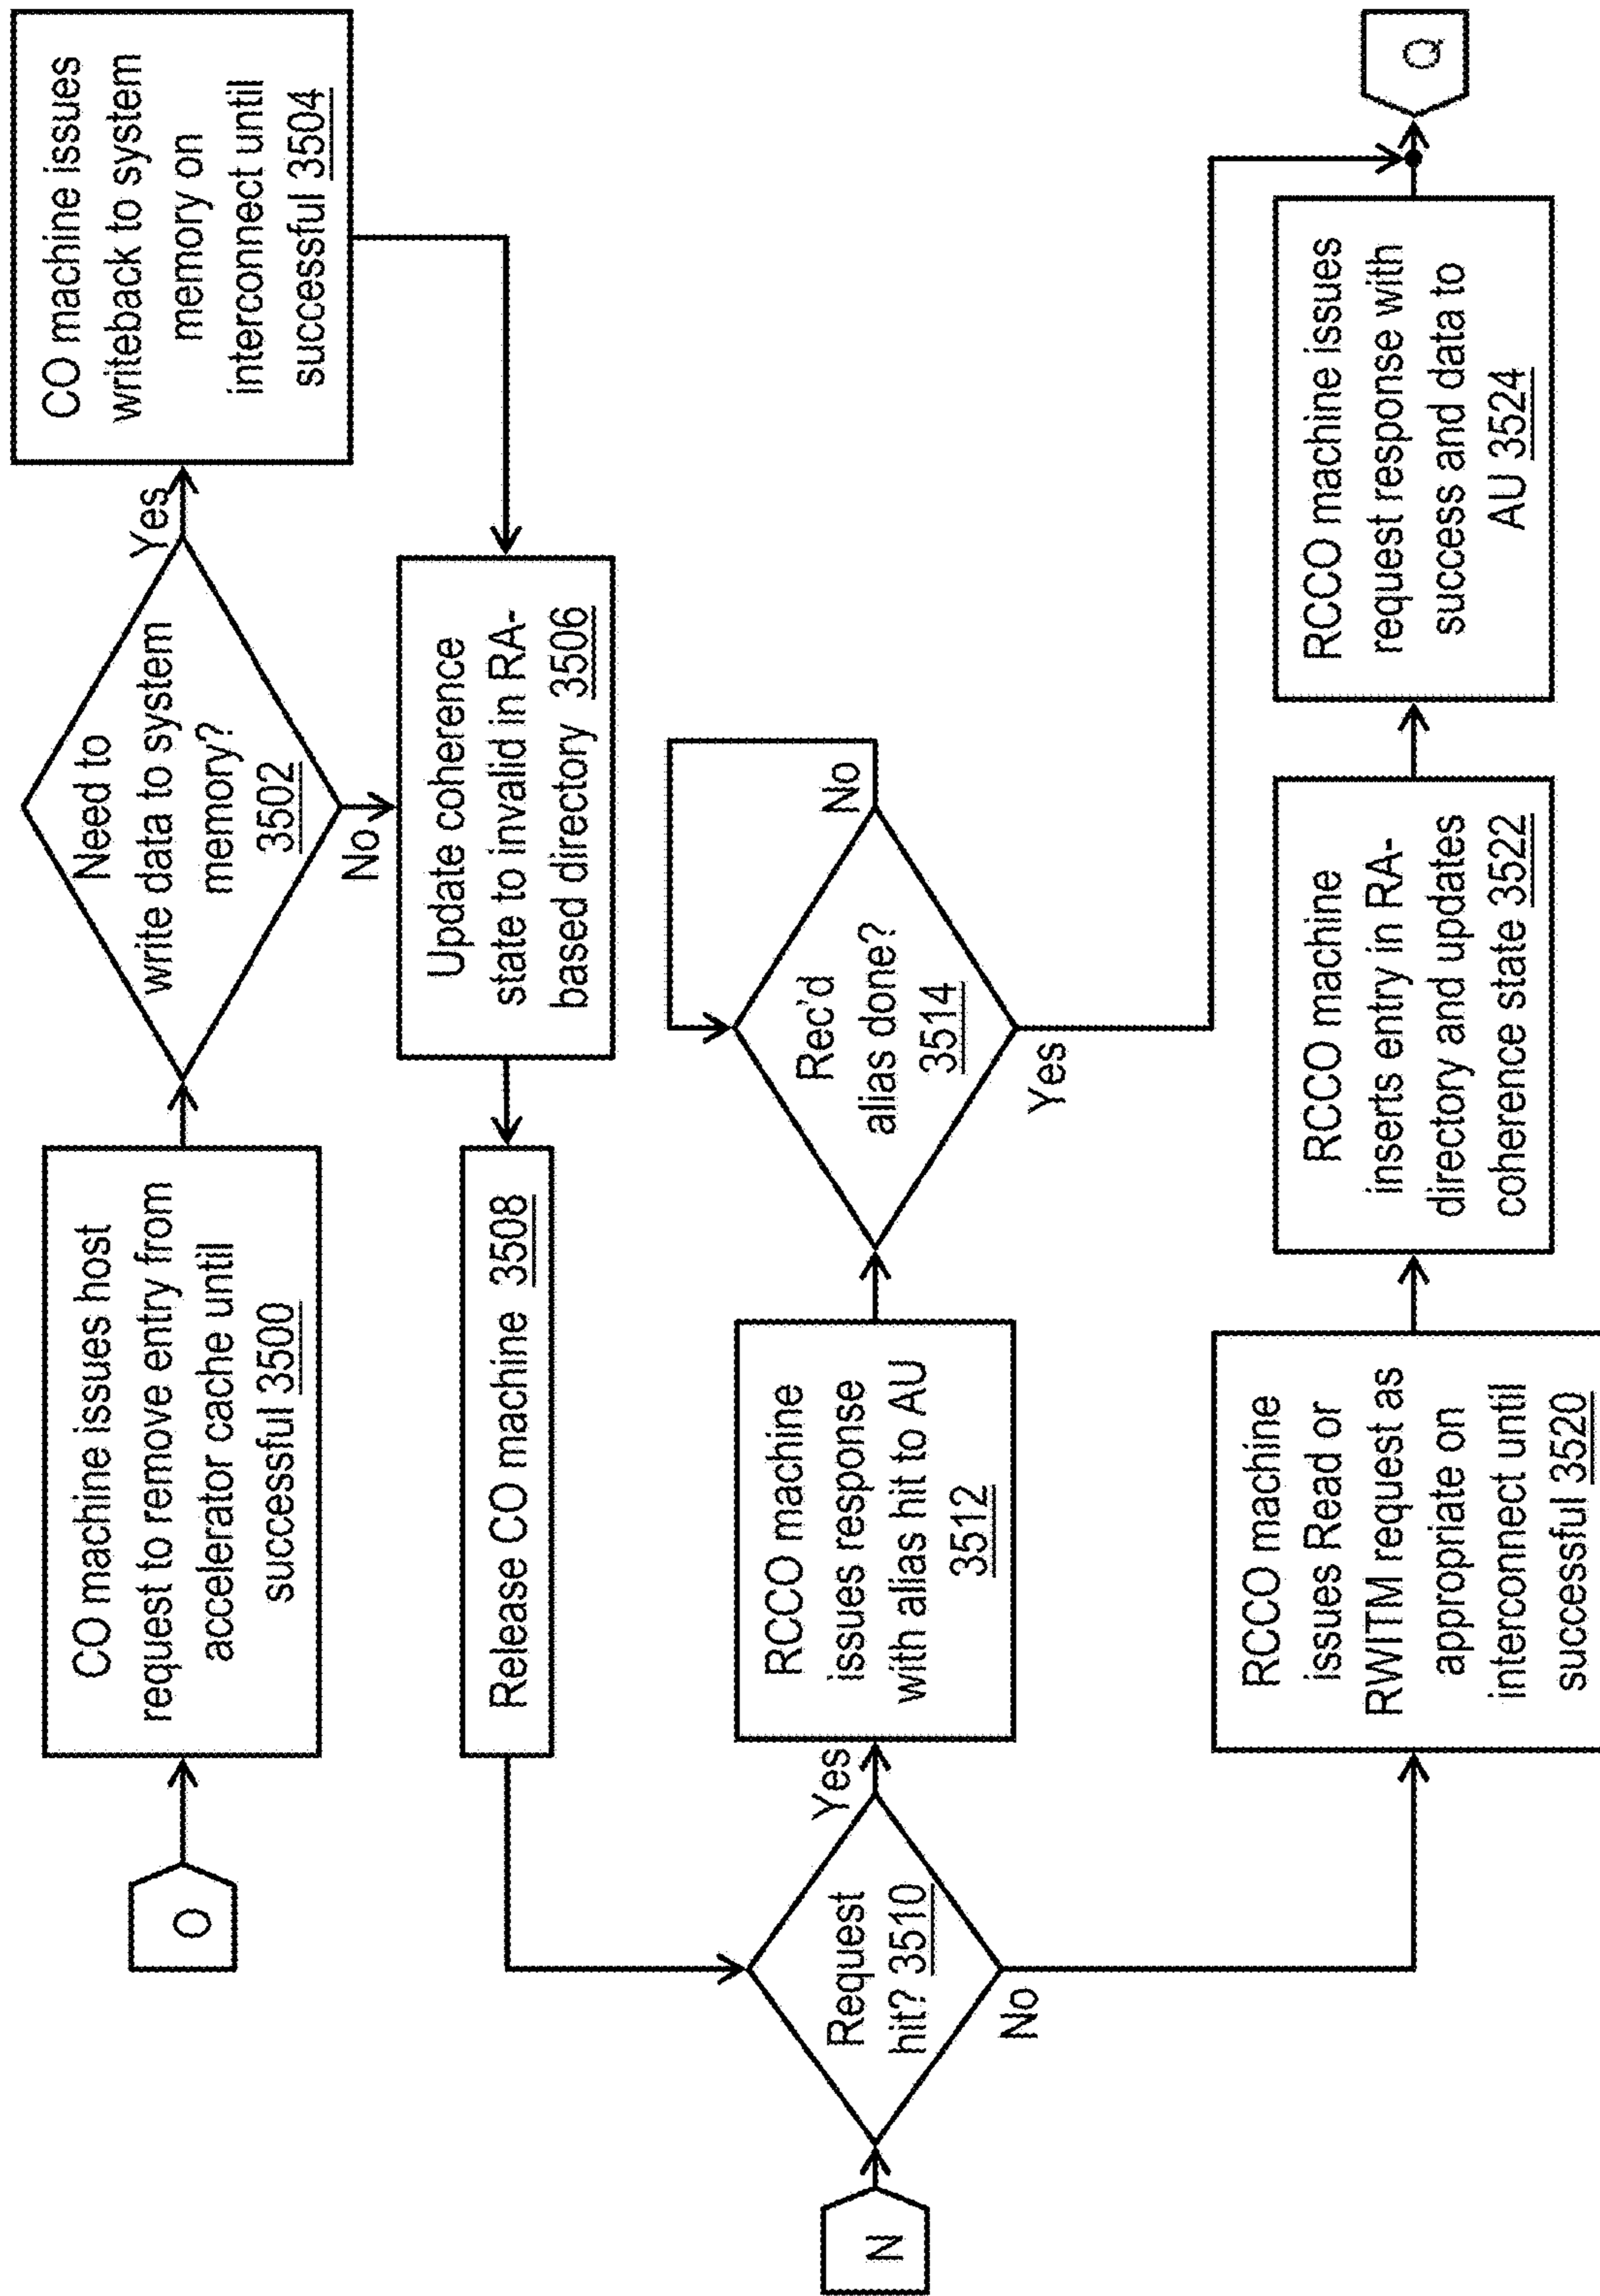 O
CO machine issues host
request to remove entry from
accelerator cache until
successful 3500
Need to
write data to system
memory?
3502
Yes
No
CO machine issues
writeback to system
memory on
interconnect until
successful 3504
Update coherence
state to invalid in RA-
based directory 3506
Release CO machine 3508
N
Request
hit? 3510
Yes
No
RCCO machine
issues response
with alias hit to AU
3512
Rec'd
alias done?
3514
No
Yes
RCCO machine
issues Read or
RWITM request as
appropriate on
interconnect until
successful 3520
RCCO machine
inserts entry in RA-
directory and updates
coherence state 3522
RCCO machine issues
request response with
success and data to
AU 3524
Q